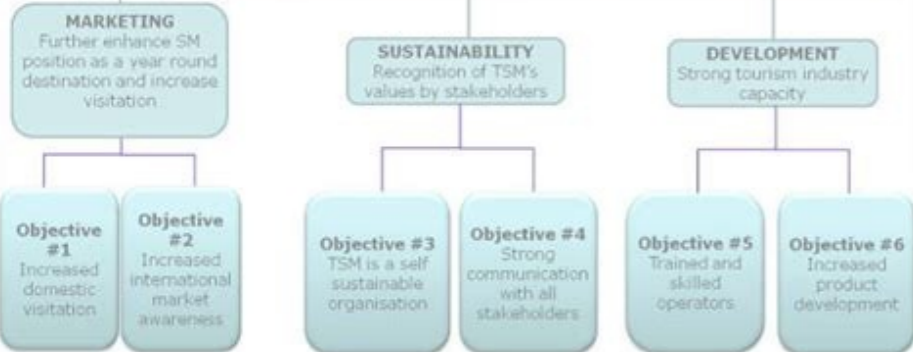 MARKETING
Further enhance SM
position as a year round
destination and increase
visitation
SUSTAINABILITY
Recognition of TSM's
values by stakeholders
DEVELOPMENT
Strong tourism industry
capacity
Objective
#1
Increased
domestic
visitation
Objective
#2
Increased
international
market
awareness
Objective #3
TSM is a self
sustainable
organisation
Objective #4
Strong
communication
with all
stakeholders
Objective #5
Trained and
skilled
operators
Objective #6
Increased
product
development